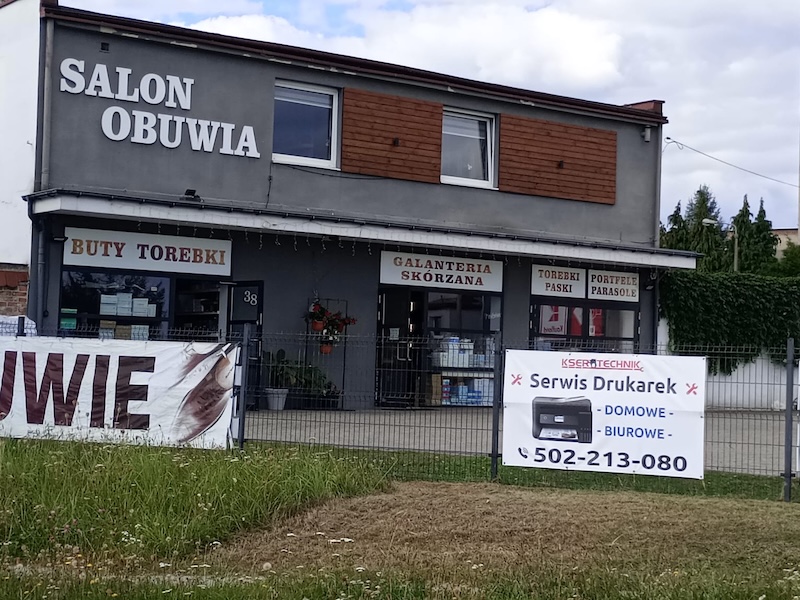 SALON
OBUWIA
BUTY TOREBKI
GALANTERIA
SKÓRZANA
TOREBKI
PASKI
PORTFELE
PARASOLE
38
UWIE
KSEROTECHNIK
Serwis Drukarek
- DOMOWE -
- BIUROWE -
502-213-080